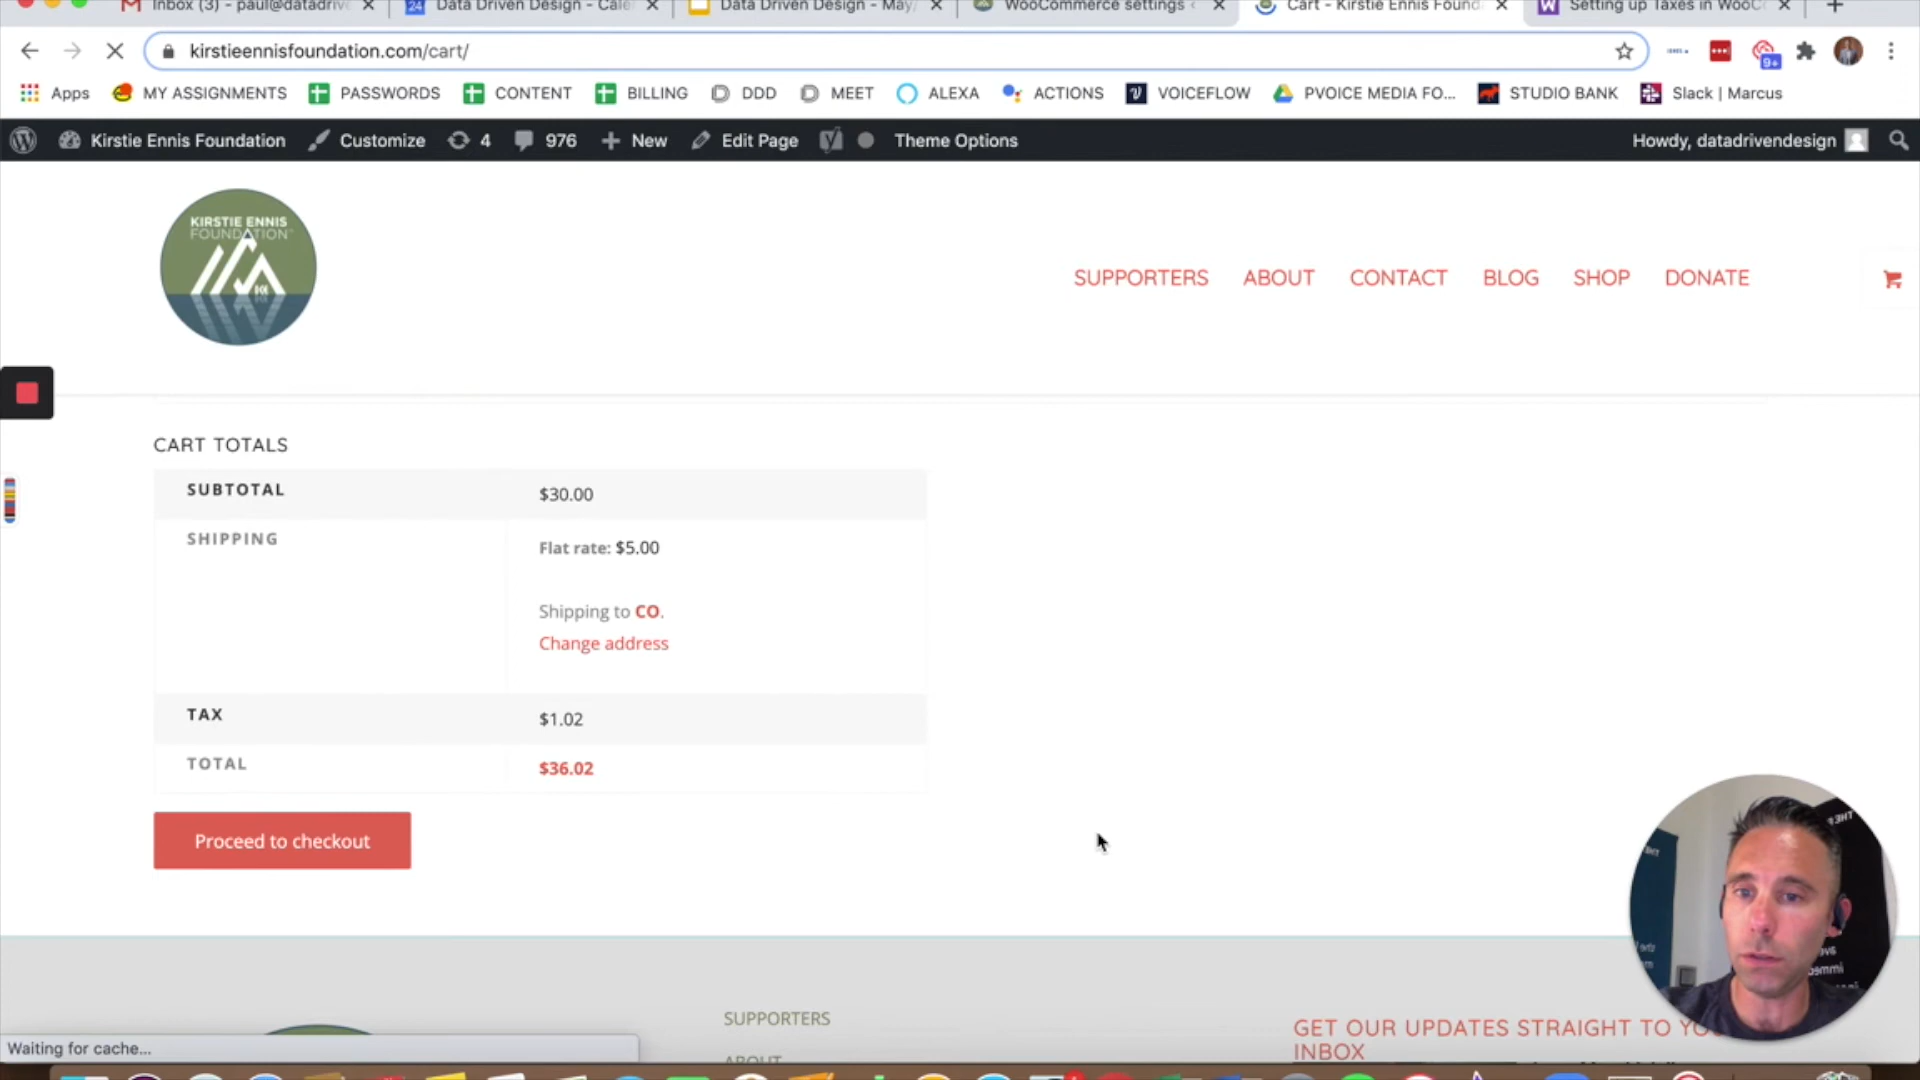 Inbox (3) - paul@datadriv
Data Driven Design - Cale
Data Driven Design - May/
WooCommerce settings
Cart - Kirstie Ennis Found
Setting up Taxes in WooC
kirstieennisfoundation.com/cart/
9+
Apps
MY ASSIGNMENTS
PASSWORDS
CONTENT
BILLING
DDD
MEET
ALEXA
ACTIONS
VOICEFLOW
PVOICE MEDIA FO...
STUDIO BANK
Slack | Marcus
Kirstie Ennis Foundation
Customize
4
976
New
Edit Page
Theme Options
Howdy, datadrivendesign
KIRSTIE ENNIS
FOUNDATION
SUPPORTERS
ABOUT
CONTACT
BLOG
SHOP
DONATE
CART TOTALS
SUBTOTAL
$30.00
SHIPPING
Flat rate: $5.00
Shipping to CO.
Change address
TAX
$1.02
TOTAL
$36.02
Proceed to checkout
SUPPORTERS
ABOUT
GET OUR UPDATES STRAIGHT TO YO
INBOX
Waiting for cache...